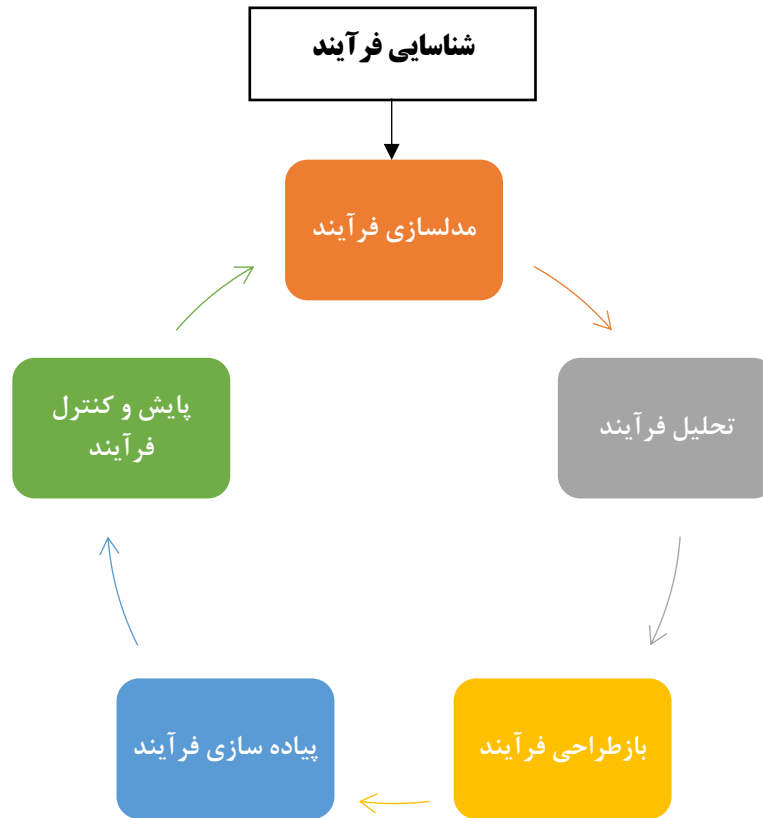 شناسایی فرآیند
مدلسازی فرآیند
تحلیل فرآیند
بازطراحی فرآیند
پیاده سازی فرآیند
پایش و کنترل
فرآیند